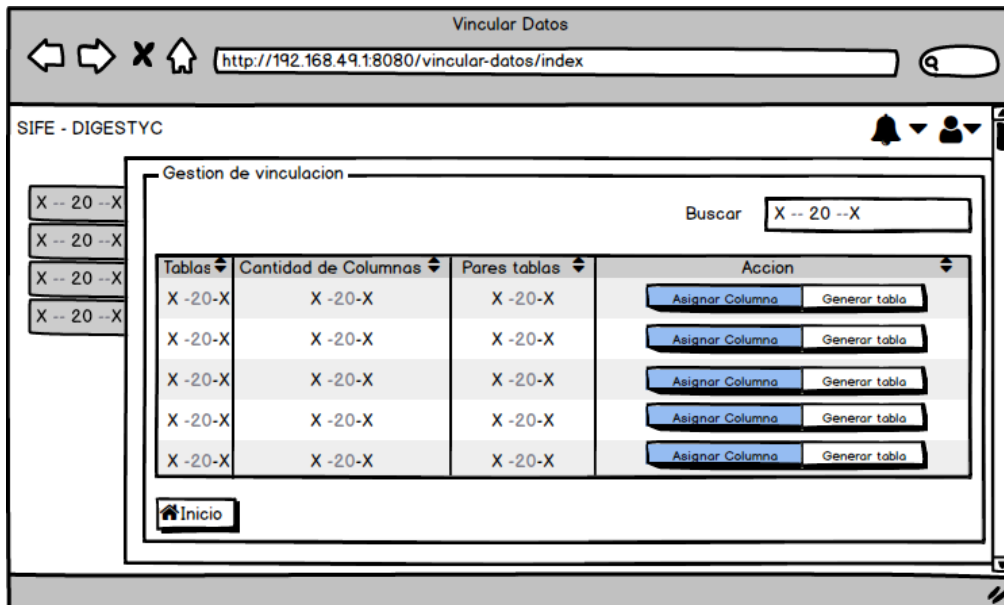 Vincular Datos
http://192.168.49.1:8080/vincular-datos/index
SIFE - DIGESTYC
X -- 20 --X
X -- 20 --X
X -- 20 --X
X -- 20 --X
Gestion de vinculacion
Buscar X -- 20 --X
Tablas Cantidad de Columnas Pares tablas Accion
X -20-X X -20-X X -20-X Asignar Columna Generar tabla
X -20-X X -20-X X -20-X Asignar Columna Generar tabla
X -20-X X -20-X X -20-X Asignar Columna Generar tabla
X -20-X X -20-X X -20-X Asignar Columna Generar tabla
X -20-X X -20-X X -20-X Asignar Columna Generar tabla
Inicio